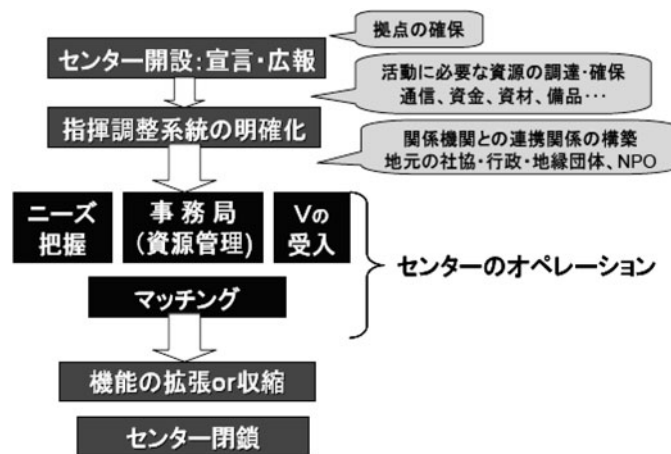 拠点の確保
センター開設:宣言・広報
活動に必要な資源の調達・確保
通信、資金、資材、備品・・・
指揮調整系統の明確化
関係機関との連携関係の構築
地元の社協・行政・地縁団体、NPO
ニーズ
把握
事務局
(資源管理)
Vの
受入
センターのオペレーション
マッチング
機能の拡張or収縮
センター閉鎖